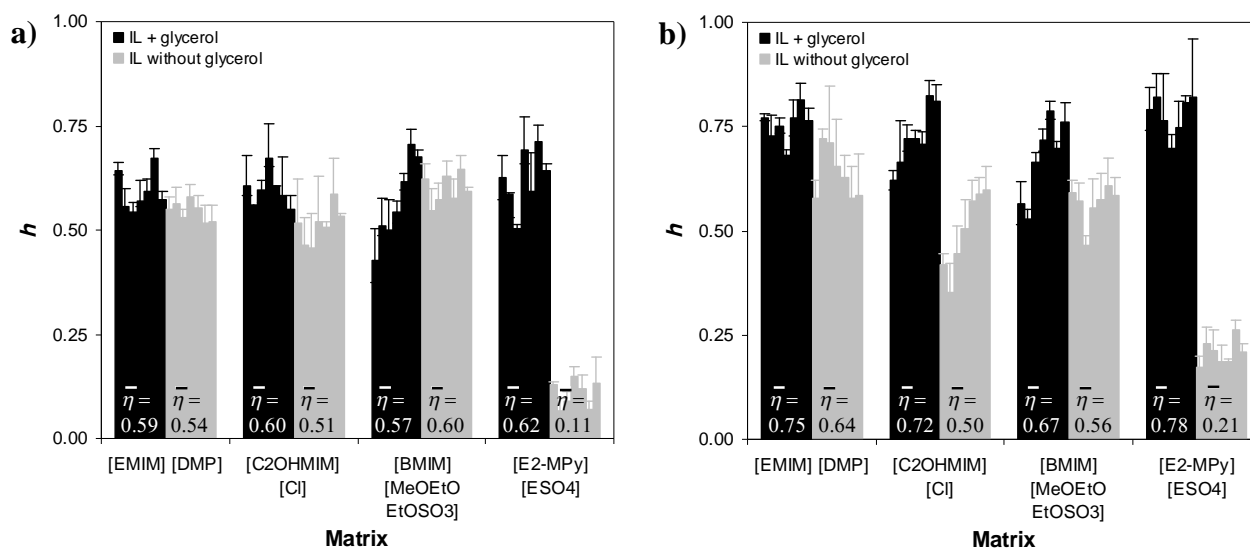 a)
1.00
0.75
0.50
0.25
0.00
h
IL + glycerol
IL without glycerol
η̄ =
0.59
η̄ =
0.54
η̄ =
0.60
η̄ =
0.51
η̄ =
0.57
η̄ =
0.60
η̄ =
0.62
η̄ =
0.11
[EMIM] [DMP]
[C2OHMIM]
[Cl]
[BMIM]
[MeOEtO
EtOSO3]
[E2-MPy]
[ESO4]
Matrix
b)
1.00
0.75
0.50
0.25
0.00
h
IL + glycerol
IL without glycerol
η̄ =
0.75
η̄ =
0.64
η̄ =
0.72
η̄ =
0.50
η̄ =
0.67
η̄ =
0.56
η̄ =
0.78
η̄ =
0.21
[EMIM] [DMP]
[C2OHMIM]
[Cl]
[BMIM]
[MeOEtO
EtOSO3]
[E2-MPy]
[ESO4]
Matrix